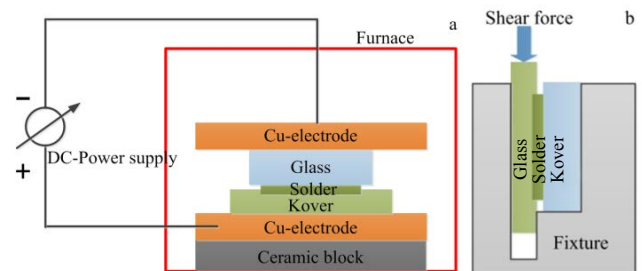 a
Furnace
−
DC-Power supply
+
Cu-electrode
Glass
Solder
Kover
Cu-electrode
Ceramic block
b
Shear force
Glass
Solder
Kover
Fixture